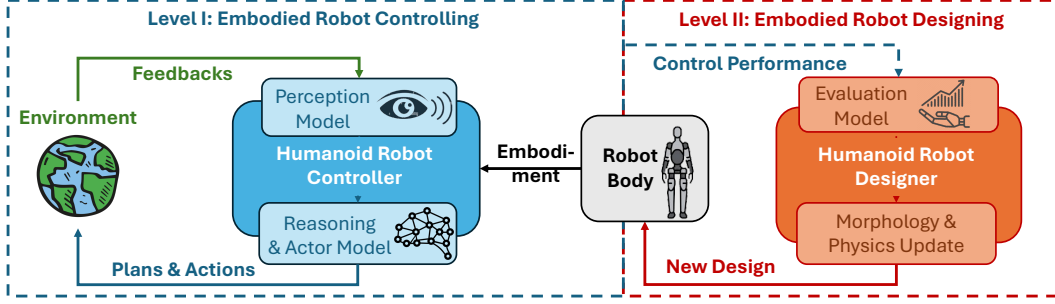 Level I: Embodied Robot Controlling
Feedbacks
Environment
Perception
Model
Humanoid Robot
Controller
Reasoning
& Actor Model
Plans & Actions
Embodi-
ment
Robot
Body
Level II: Embodied Robot Designing
Control Performance
Evaluation
Model
Humanoid Robot
Designer
Morphology &
Physics Update
New Design